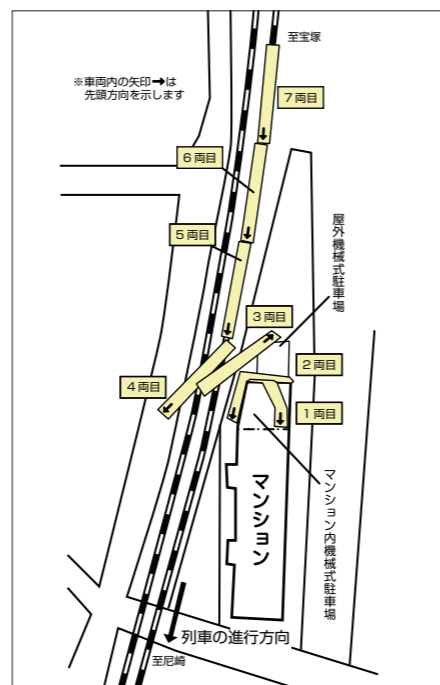 至宝塚
※車両内の矢印➡は
先頭方向を示します
7両目
6両目
5両目
屋外機械式駐車場
3両目
2両目
4両目
1両目
マンション
マンション内機械式駐車場
列車の進行方向
至尼崎